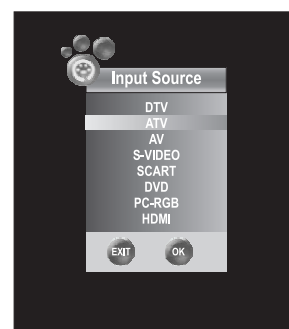 Input Source
DTV
ATV
AV
S-VIDEO
SCART
DVD
PC-RGB
HDMI
EXIT OK